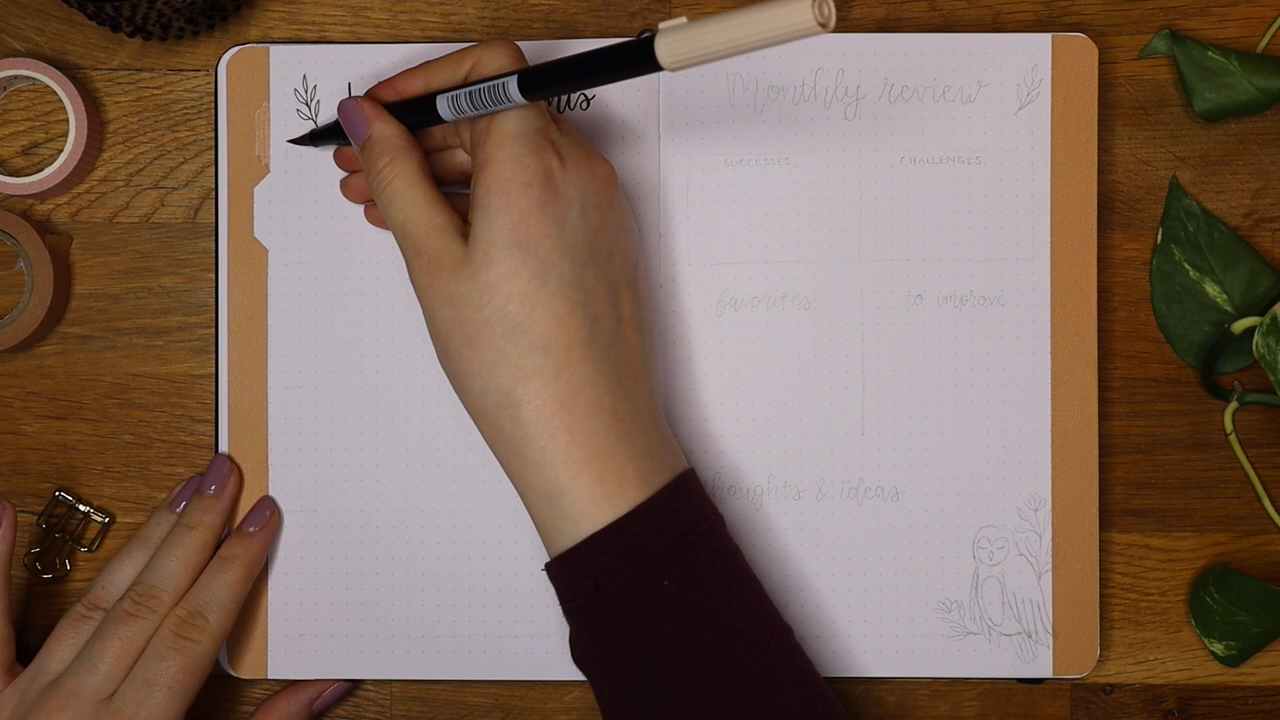 Monthly review
SUCCESSES
CHALLENGES
favorites
to improve
thoughts & ideas